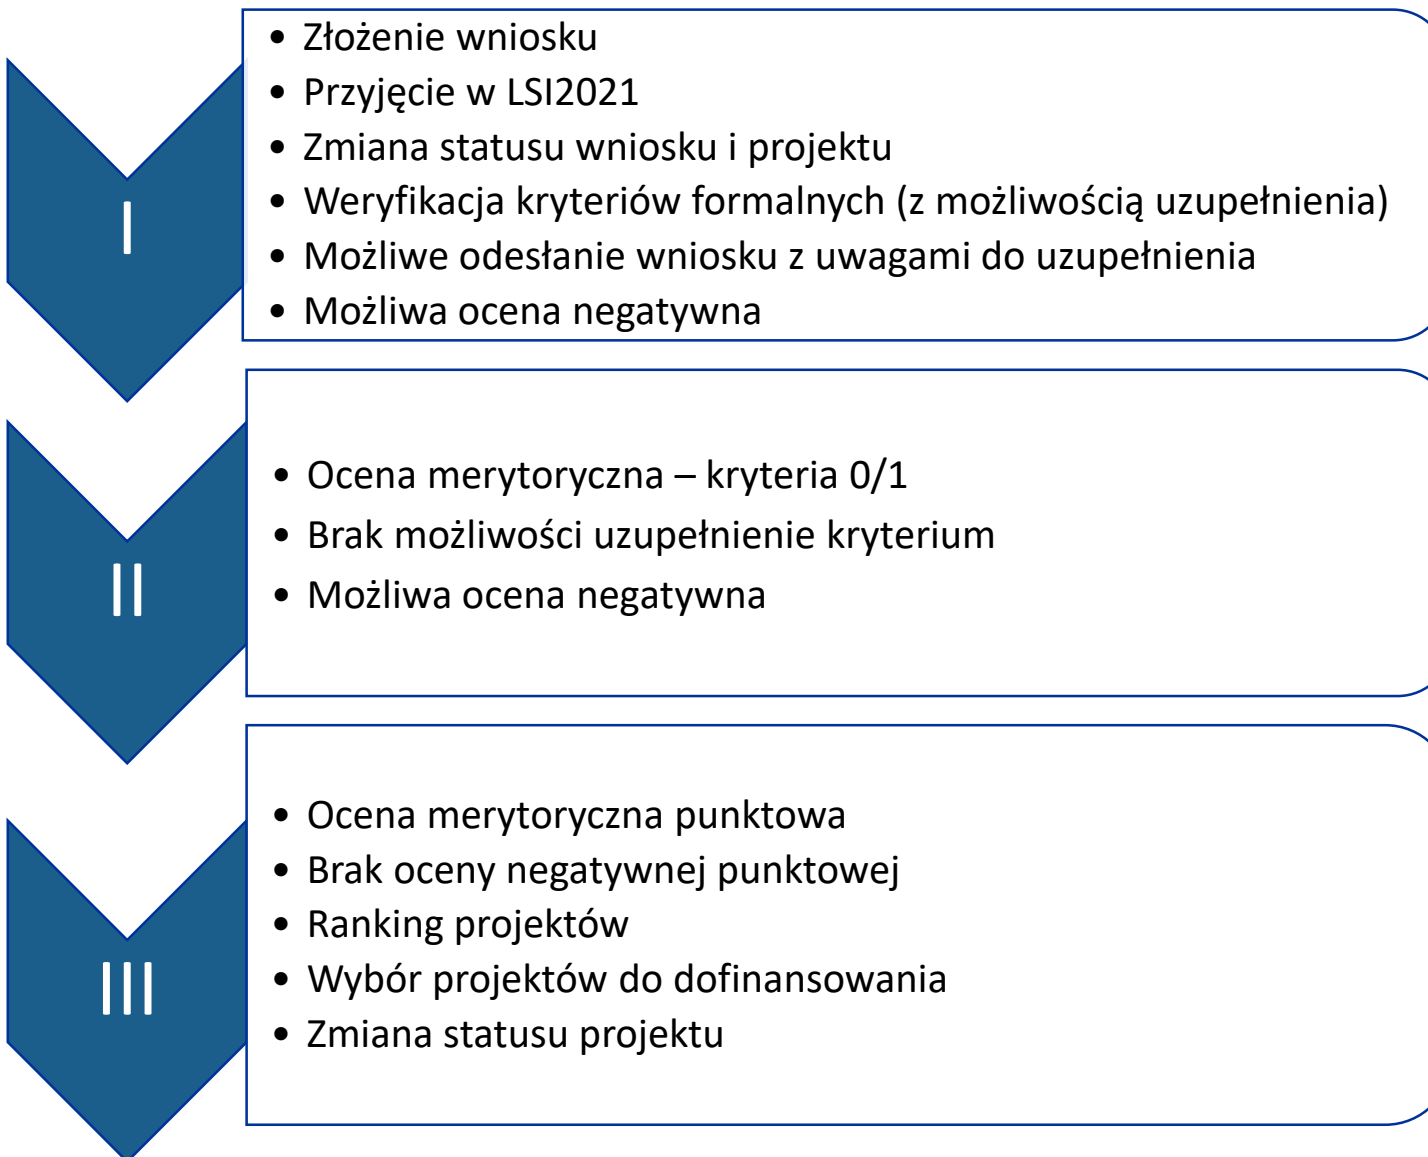 I
• Złożenie wniosku
• Przyjęcie w LSI2021
• Zmiana statusu wniosku i projektu
• Weryfikacja kryteriów formalnych (z możliwością uzupełnienia)
• Możliwe odesłanie wniosku z uwagami do uzupełnienia
• Możliwa ocena negatywna
II
• Ocena merytoryczna – kryteria 0/1
• Brak możliwości uzupełnienie kryterium
• Możliwa ocena negatywna
III
• Ocena merytoryczna punktowa
• Brak oceny negatywnej punktowej
• Ranking projektów
• Wybór projektów do dofinansowania
• Zmiana statusu projektu